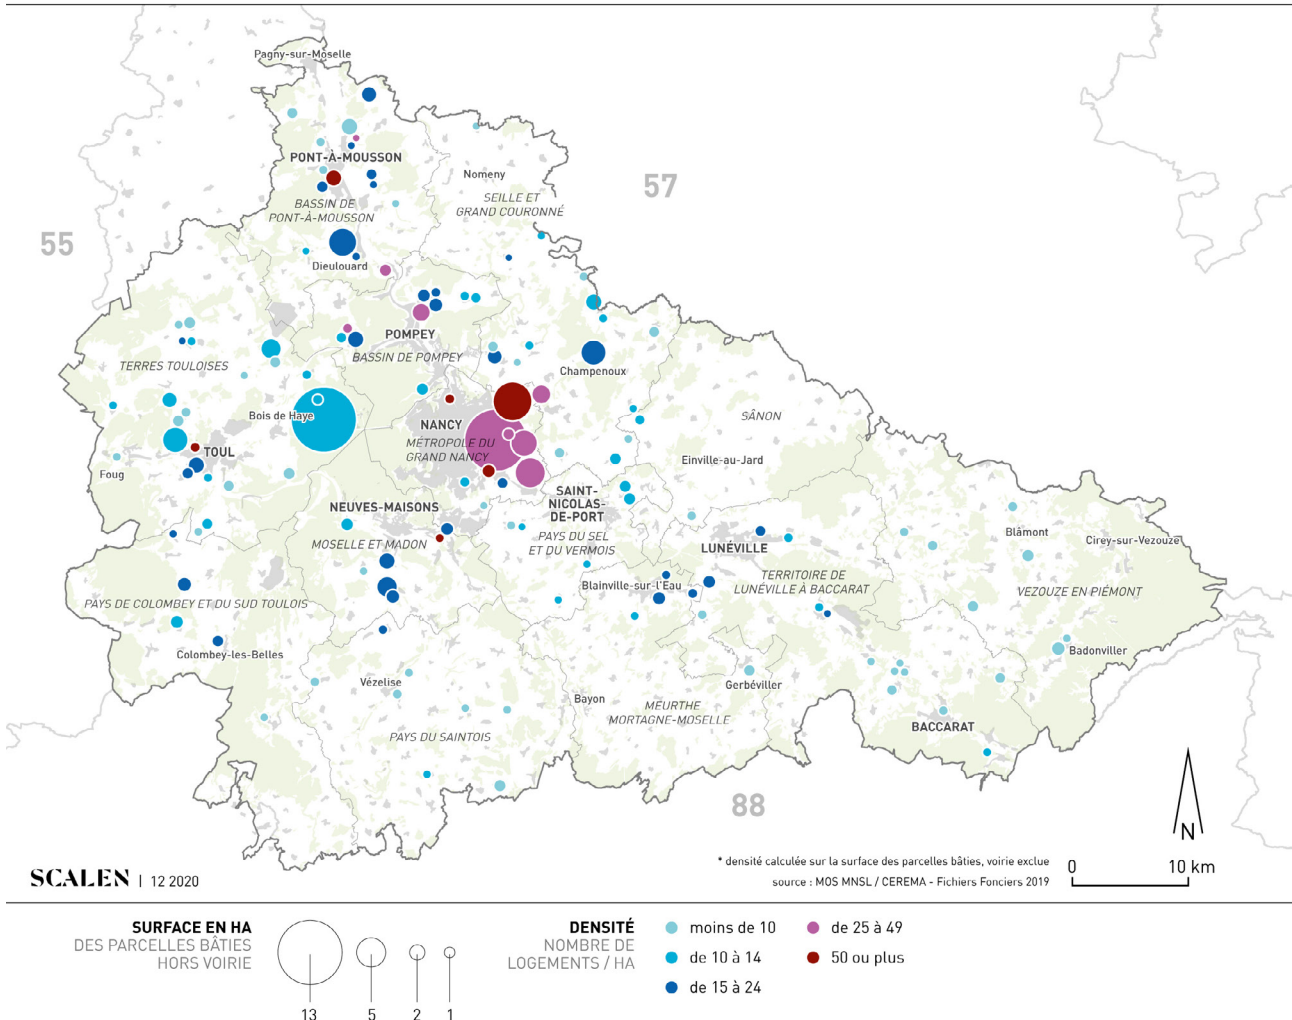 Pagny-sur-Moselle
PONT-À-MOUSSON
Nomeny
57
SEILLE ET
GRAND COURONNÉ
BASSIN DE
PONT-À-MOUSSON
55
Dieulouard
POMPEY
BASSIN DE POMPEY
TERRES TOULOISES
Champenoux
Bois de Haye
NANCY
SÂNON
MÉTROPOLE DU
GRAND NANCY
TOUL
Einville-au-Jard
Foug
SAINT-
NICOLAS-
DE-PORT
NEUVES-MAISONS
Blâmont
Cirey-sur-Vezouze
MOSELLE ET MADON
PAYS DU SEL
ET DU VERMOIS
LUNÉVILLE
Blainville-sur-l'Eau
TERRITOIRE DE
LUNÉVILLE À BACCARAT
VEZOUZE EN PIÉMONT
PAYS DE COLOMBEY ET DU SUD TOULOIS
Colombey-les-Belles
Badonviller
Vézelise
Gerbéviller
Bayon
MEURTHE
MORTAGNE-MOSELLE
BACCARAT
PAYS DU SAINTOIS
88
N
* densité calculée sur la surface des parcelles bâties, voirie exclue
source : MOS MNSL / CEREMA - Fichiers Fonciers 2019
0 10 km
SCALEN | 12 2020
SURFACE EN HA
DES PARCELLES BÂTIES
HORS VOIRIE
13 5 2 1
DENSITÉ
NOMBRE DE
LOGEMENTS / HA
moins de 10
de 10 à 14
de 15 à 24
de 25 à 49
50 ou plus